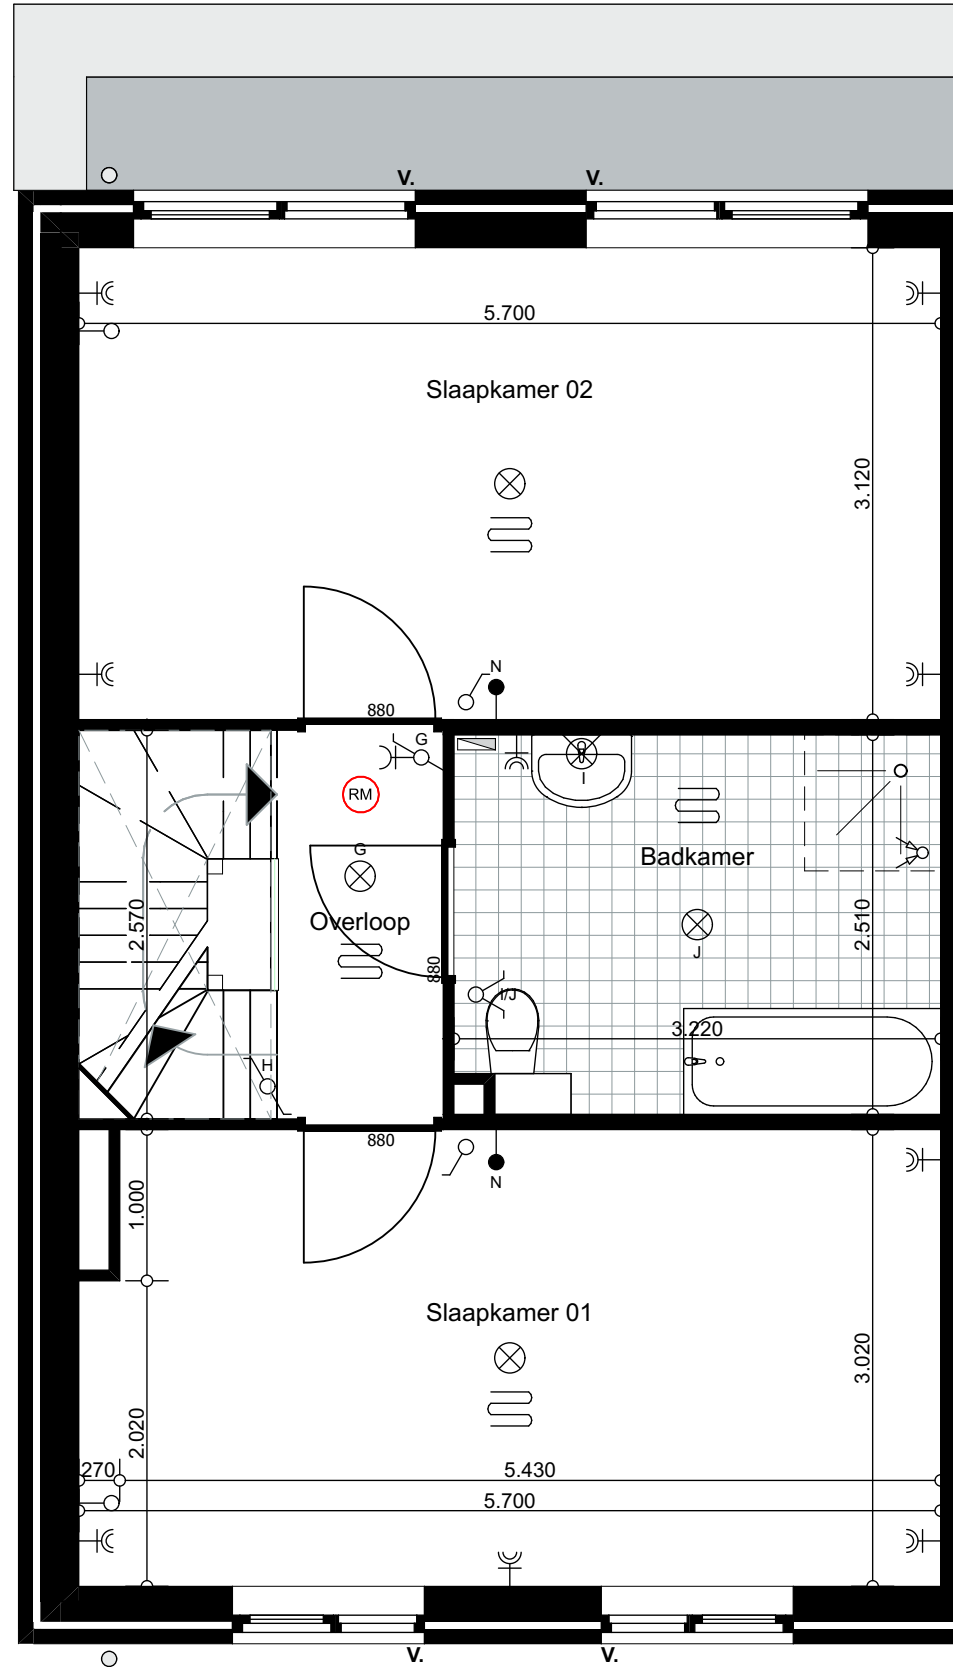 V. V.
5.700
Slaapkamer 02
3.120
N
880
G
RM
I
G
Badkamer
Overloop
2.570
2.510
880
J
I/J
3.220
H
880
N
1.000
Slaapkamer 01
3.020
2.020
270
5.430
5.700
V. V.